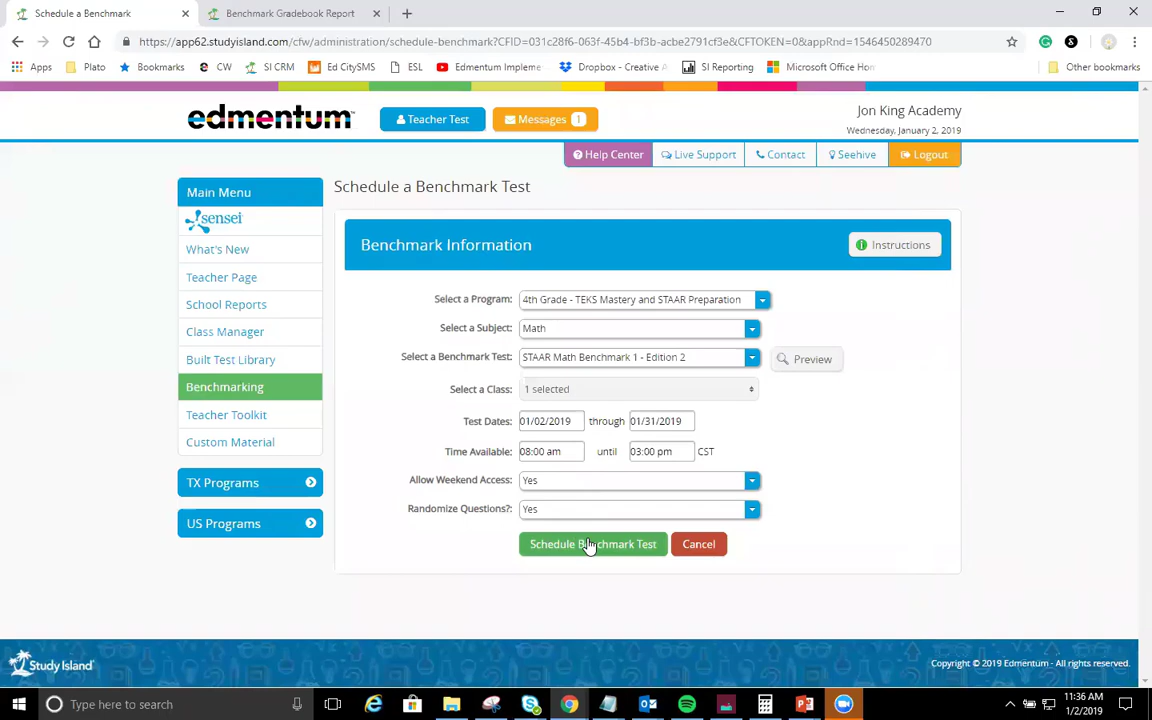 Schedule a Benchmark
Benchmark Gradebook Report
https://app62.studyisland.com/cfw/administration/schedule-benchmark?CFID=031c28f6-063f-45b4-bf3b-acbe2791cf3e&CFTOKEN=0&appRnd=1546450289470
Apps Plato Bookmarks CW SI CRM Ed CitySMS ESL Edmentum Impleme Dropbox - Creative A SI Reporting Microsoft Office Hom Other bookmarks
edmentum
Teacher Test
Messages 1
Jon King Academy
Wednesday, January 2, 2019
Help Center Live Support Contact Seehive Logout
Main Menu
sensei
What's New
Teacher Page
School Reports
Class Manager
Built Test Library
Benchmarking
Teacher Toolkit
Custom Material
TX Programs
US Programs
Schedule a Benchmark Test
Benchmark Information
Instructions
Select a Program: 4th Grade - TEKS Mastery and STAAR Preparation
Select a Subject: Math
Select a Benchmark Test: STAAR Math Benchmark 1 - Edition 2 Preview
Select a Class: 1 selected
Test Dates: 01/02/2019 through 01/31/2019
Time Available: 08:00 am until 03:00 pm CST
Allow Weekend Access: Yes
Randomize Questions?: Yes
Schedule Benchmark Test Cancel
Study Island
Copyright © 2019 Edmentum - All rights reserved.
Type here to search
11:36 AM
1/2/2019